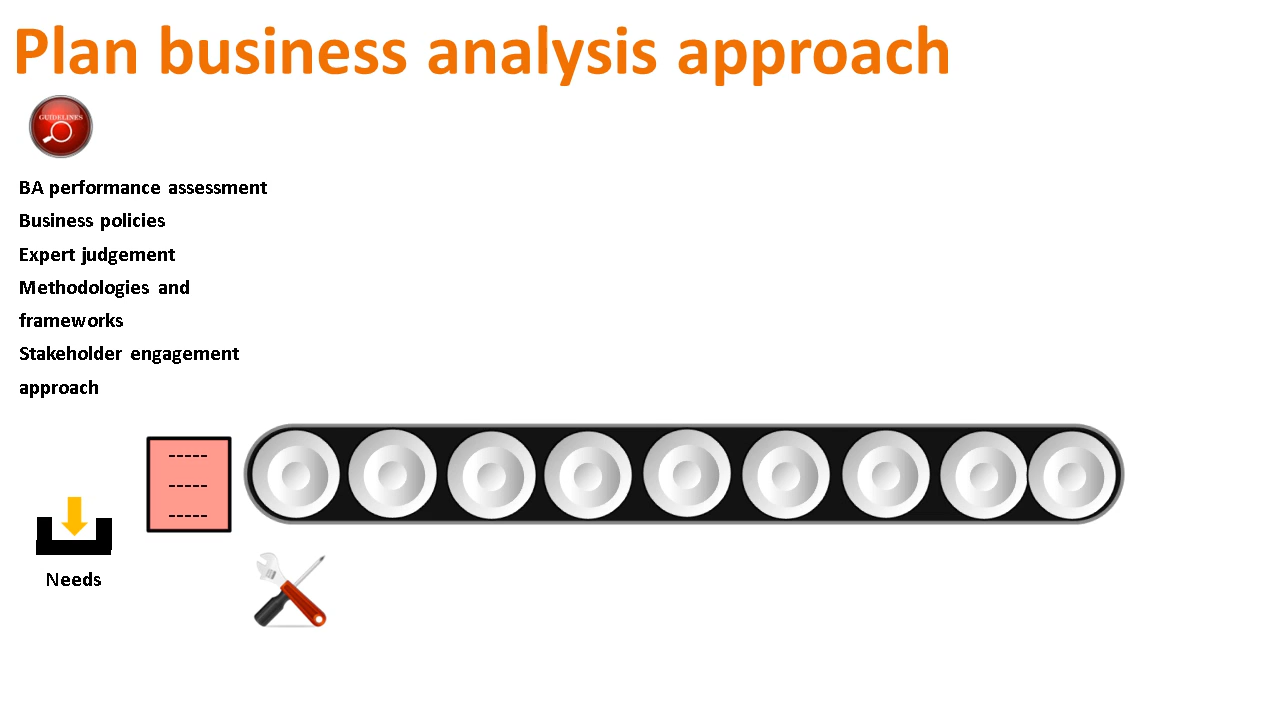 Plan business analysis approach
GUIDELINES
BA performance assessment
Business policies
Expert judgement
Methodologies and
frameworks
Stakeholder engagement
approach
-----
-----
-----
Needs